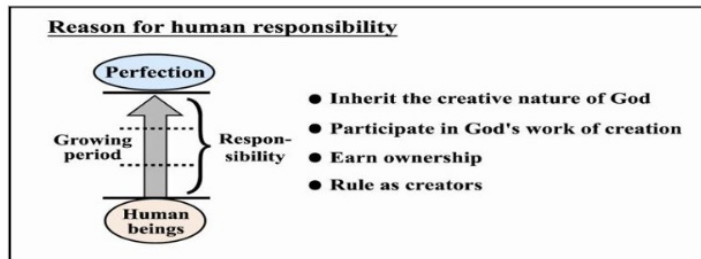 Reason for human responsibility
Perfection
Growing
period
Respon-
sibility
Human
beings
● Inherit the creative nature of God
● Participate in God's work of creation
● Earn ownership
● Rule as creators